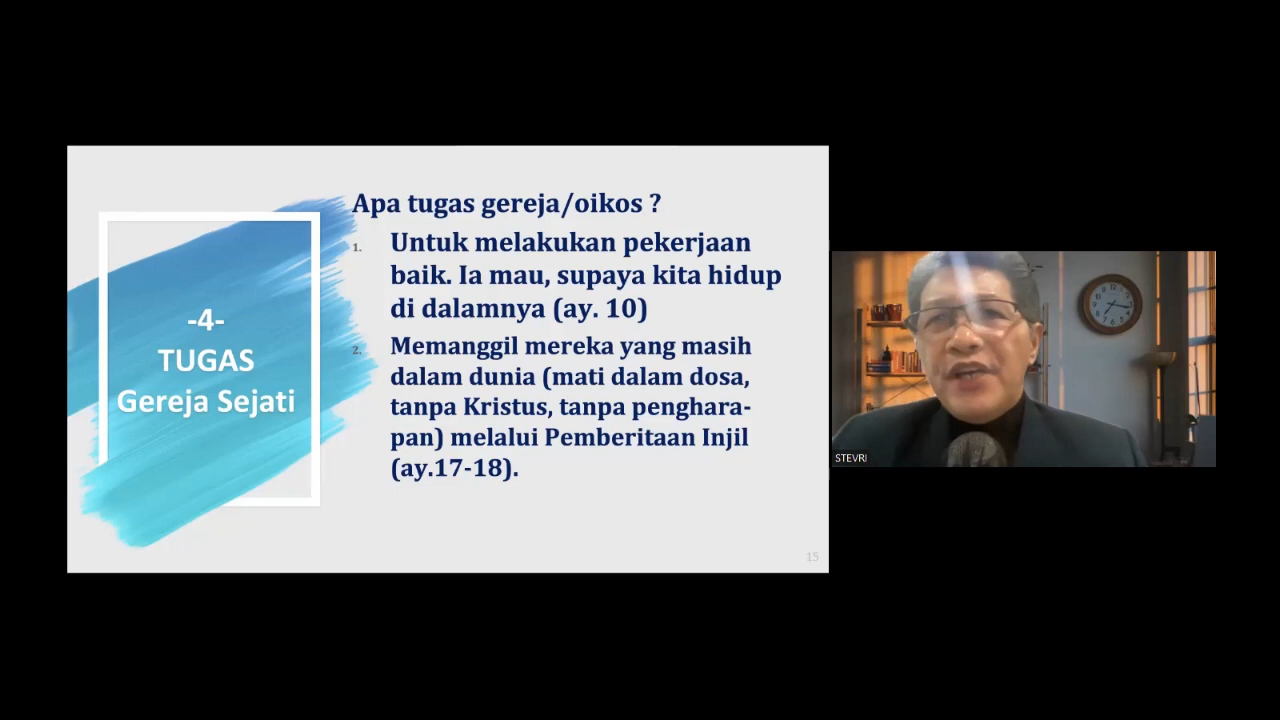 -4-
TUGAS
Gereja Sejati
Apa tugas gereja/oikos ?
1. Untuk melakukan pekerjaan
baik. Ia mau, supaya kita hidup
di dalamnya (ay. 10)
2. Memanggil mereka yang masih
dalam dunia (mati dalam dosa,
tanpa Kristus, tanpa penghara-
pan) melalui Pemberitaan Injil
(ay.17-18).
15
STEVRI